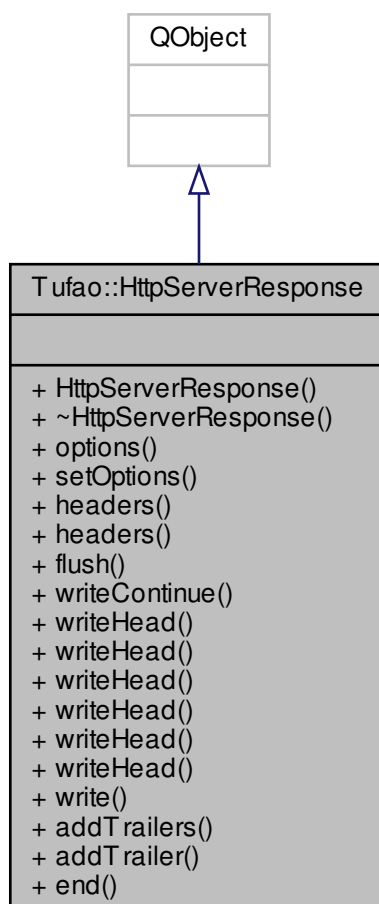 QObject
Tufao::HttpServerResponse
+ HttpServerResponse()
+ ~HttpServerResponse()
+ options()
+ setOptions()
+ headers()
+ headers()
+ flush()
+ writeContinue()
+ writeHead()
+ writeHead()
+ writeHead()
+ writeHead()
+ writeHead()
+ writeHead()
+ write()
+ addTrailers()
+ addTrailer()
+ end()